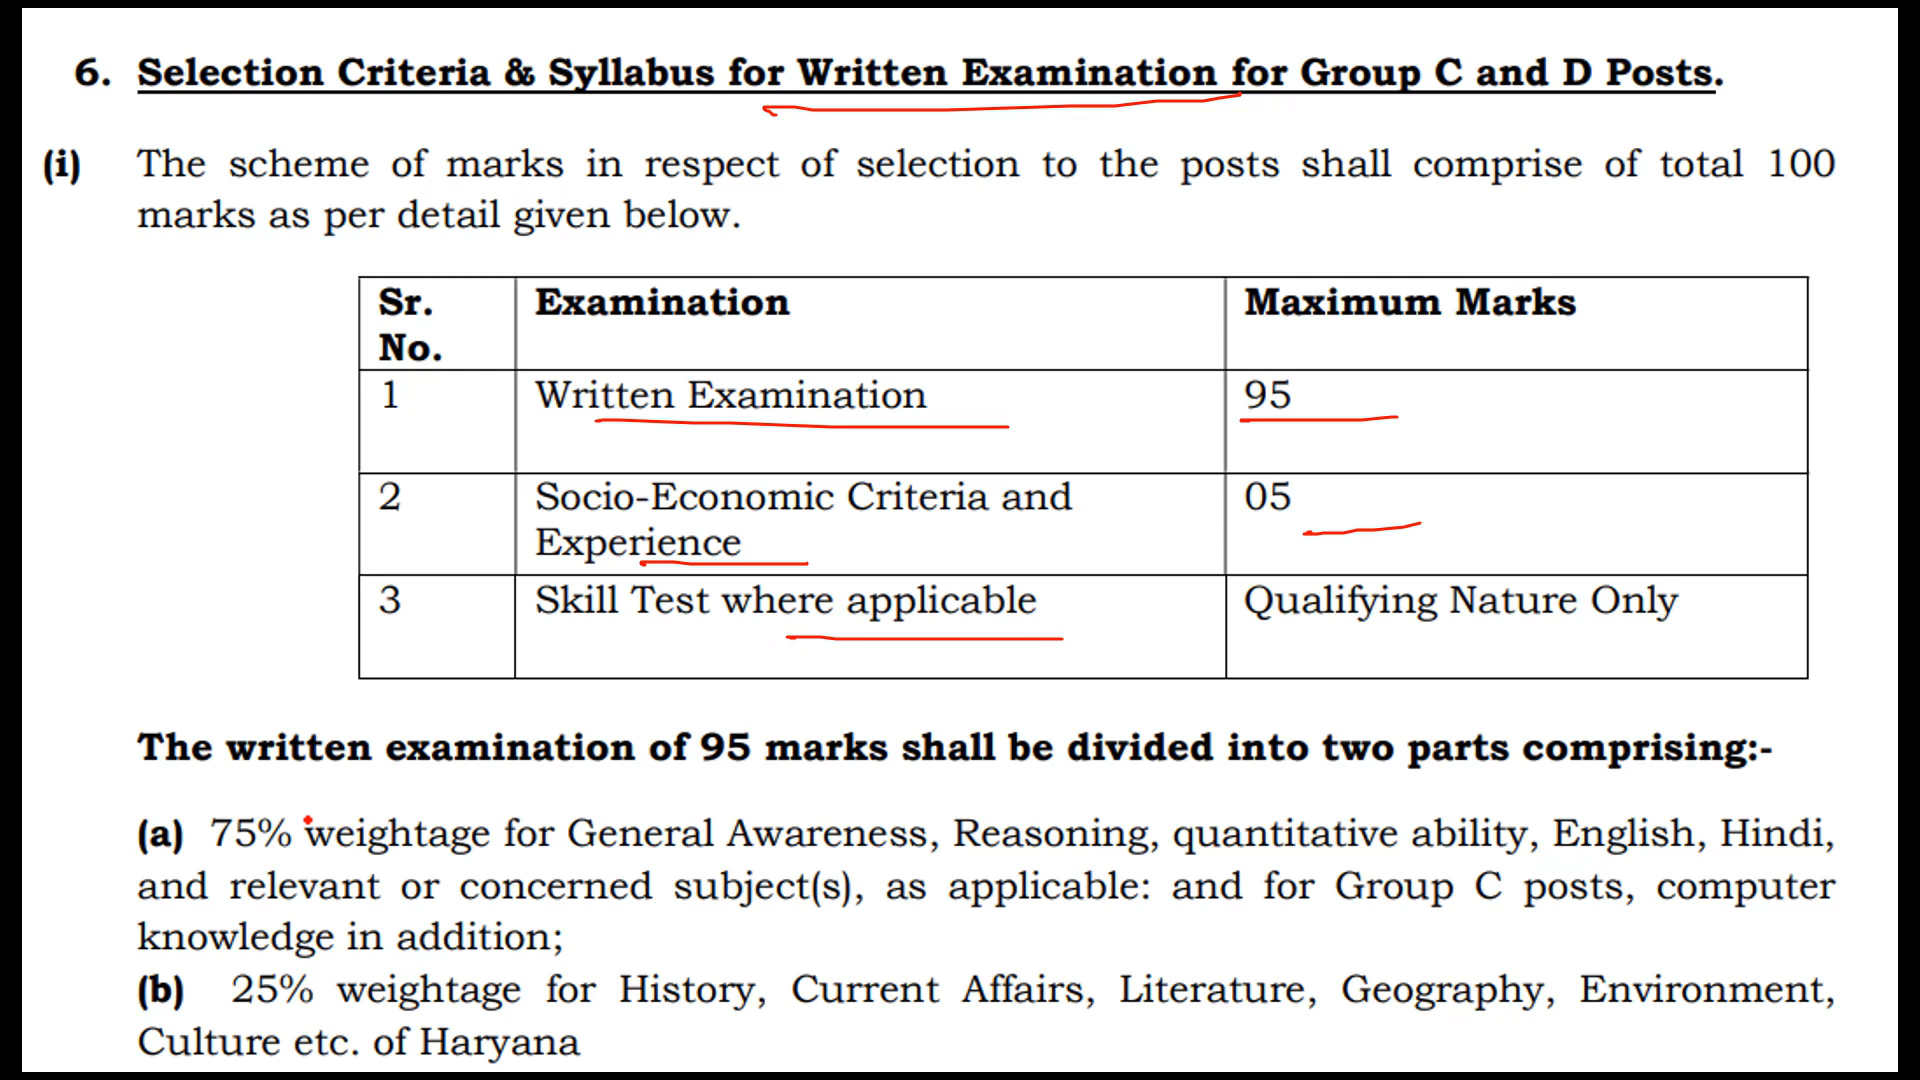 6. Selection Criteria & Syllabus for Written Examination for Group C and D Posts.
(i) The scheme of marks in respect of selection to the posts shall comprise of total 100
marks as per detail given below.
Sr. No. Examination Maximum Marks
1 Written Examination 95
2 Socio-Economic Criteria and Experience 05
3 Skill Test where applicable Qualifying Nature Only
The written examination of 95 marks shall be divided into two parts comprising:-
(a) 75% weightage for General Awareness, Reasoning, quantitative ability, English, Hindi,
and relevant or concerned subject(s), as applicable: and for Group C posts, computer
knowledge in addition;
(b) 25% weightage for History, Current Affairs, Literature, Geography, Environment,
Culture etc. of Haryana